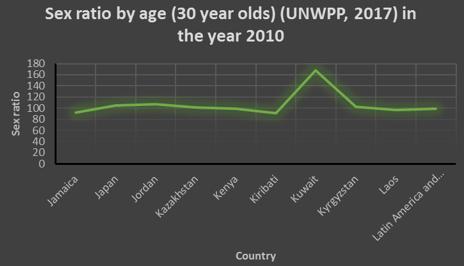 Sex ratio by age (30 year olds) (UNWPP, 2017) in
the year 2010
180
160
140
120
100
80
60
40
20
0
Sex ratio
Jamaica
Japan
Jordan
Kazakhstan
Kenya
Kiribati
Kuwait
Kyrgyzstan
Laos
Latin America and...
Country